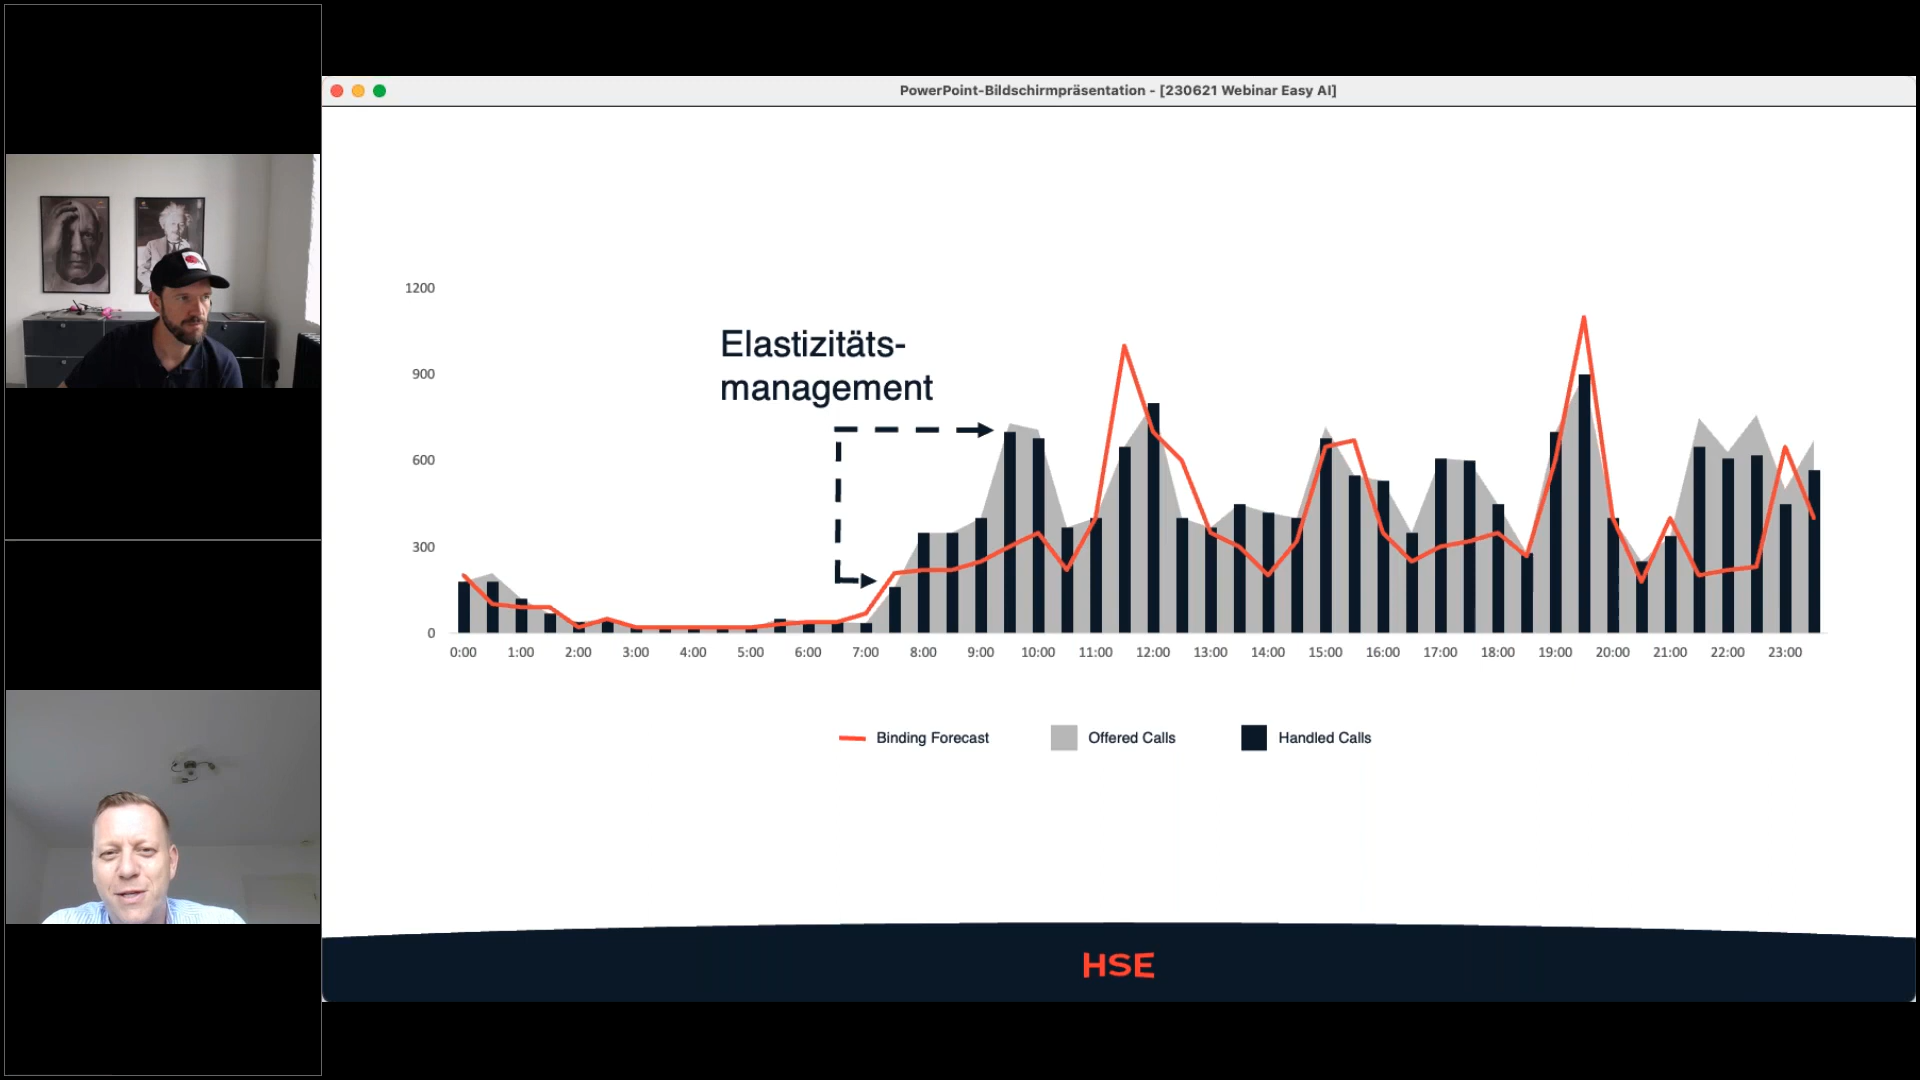 PowerPoint-Bildschirmpräsentation - [230621 Webinar Easy AI]
Elastizitäts-
management
1200
900
600
300
0
0:00 1:00 2:00 3:00 4:00 5:00 6:00 7:00 8:00 9:00 10:00 11:00 12:00 13:00 14:00 15:00 16:00 17:00 18:00 19:00 20:00 21:00 22:00 23:00
Binding Forecast Offered Calls Handled Calls
HSE